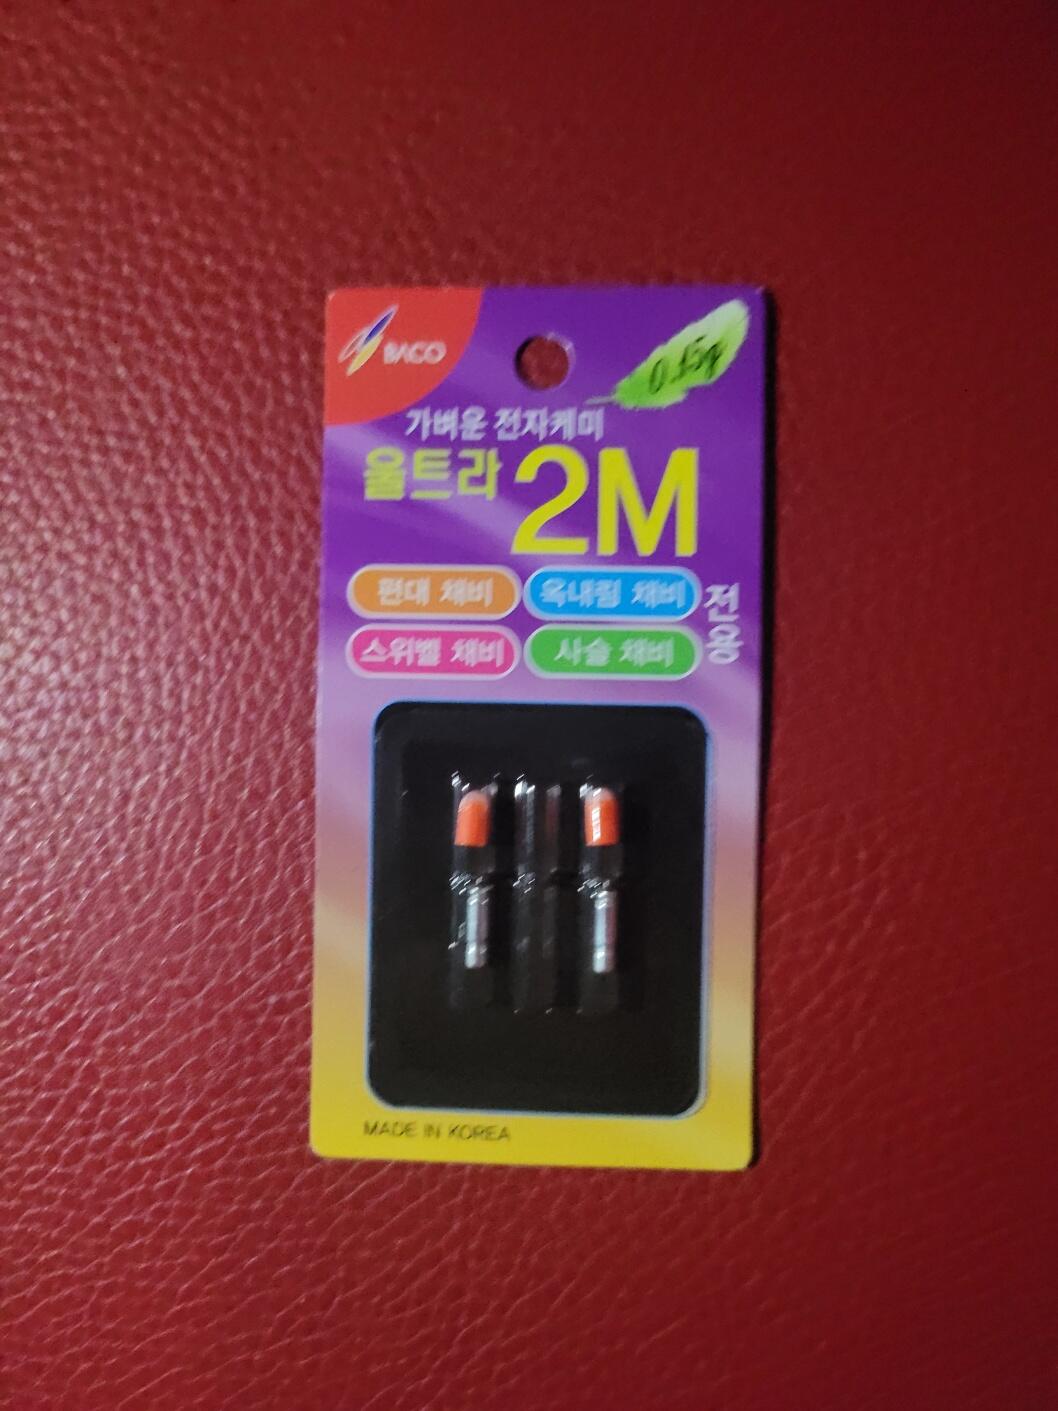 BACO
0.45g
가벼운 전자케미
울트라 2M
편대 채비
옥내림 채비
스위벨 채비
사슬 채비
전용
MADE IN KOREA